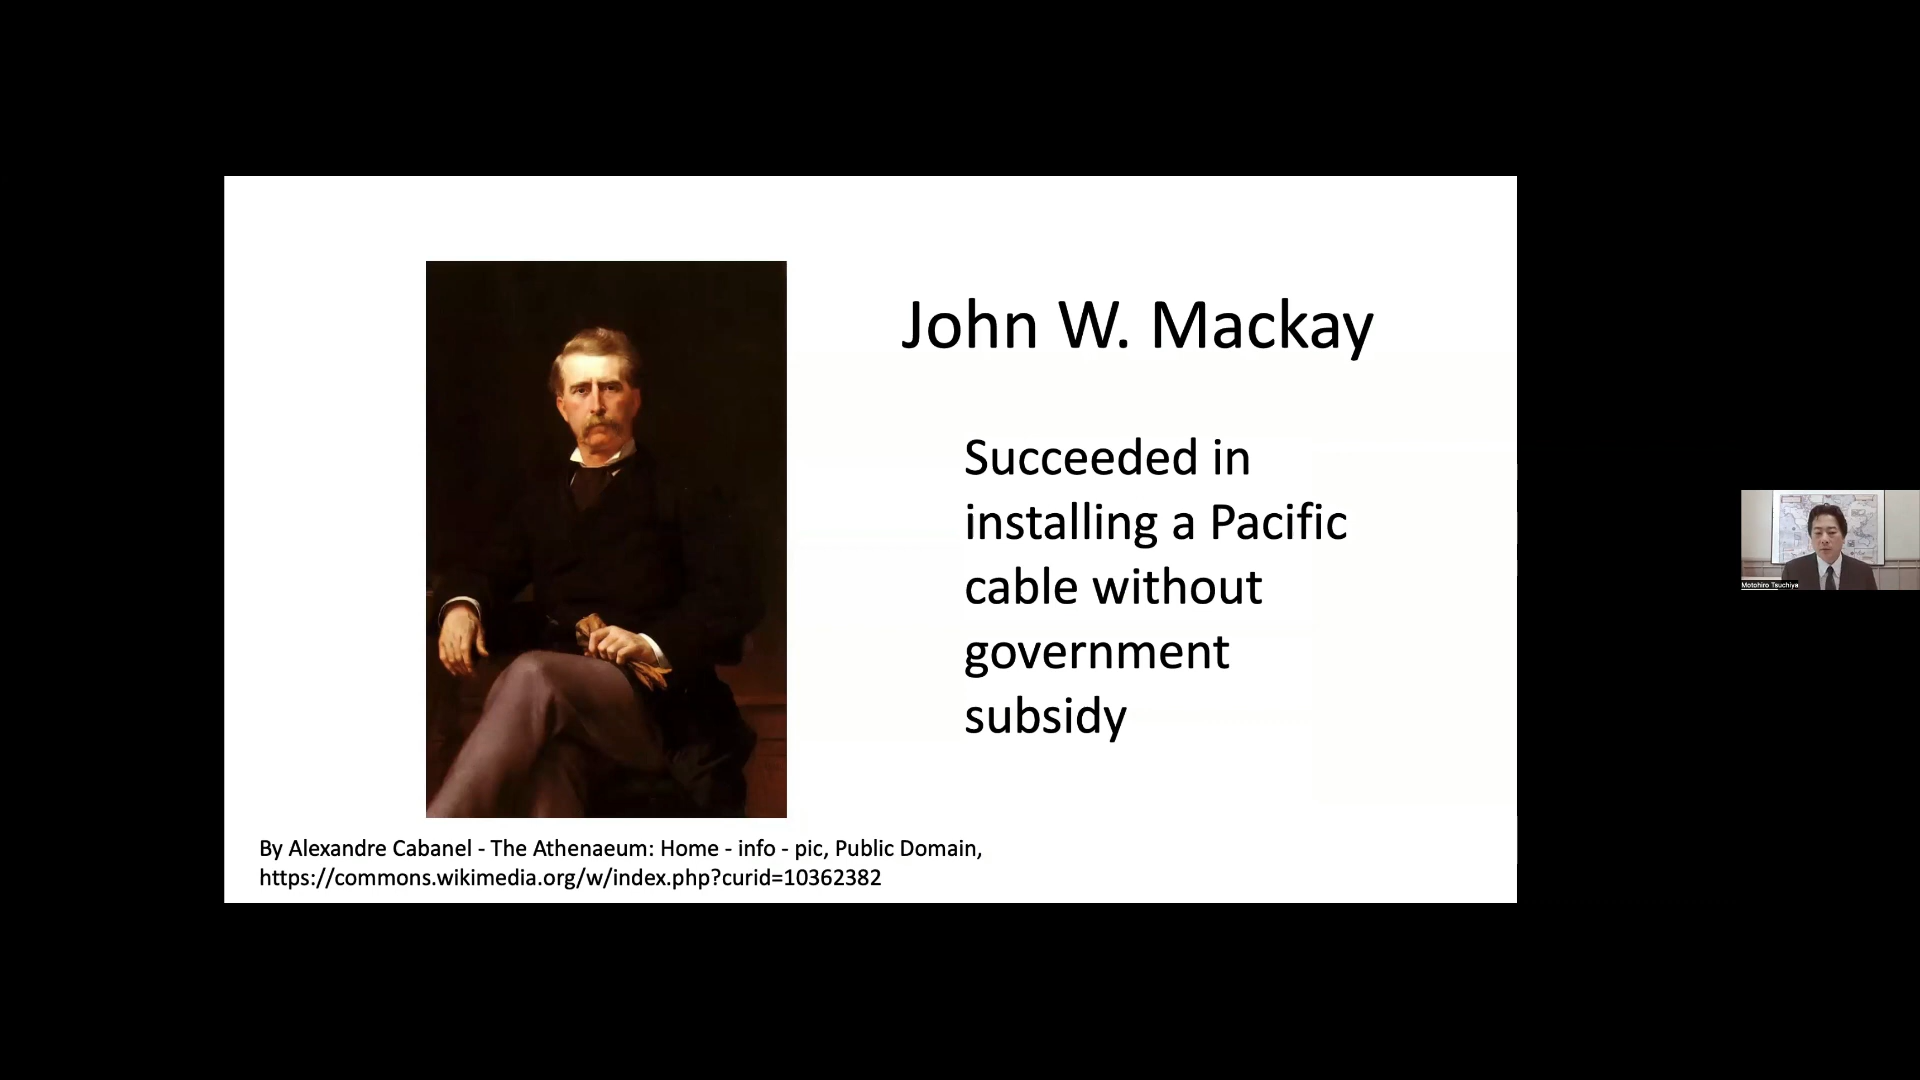 John W. Mackay
Succeeded in
installing a Pacific
cable without
government
subsidy
By Alexandre Cabanel - The Athenaeum: Home - info - pic, Public Domain,
https://commons.wikimedia.org/w/index.php?curid=10362382
Motohiro Tsuchiya